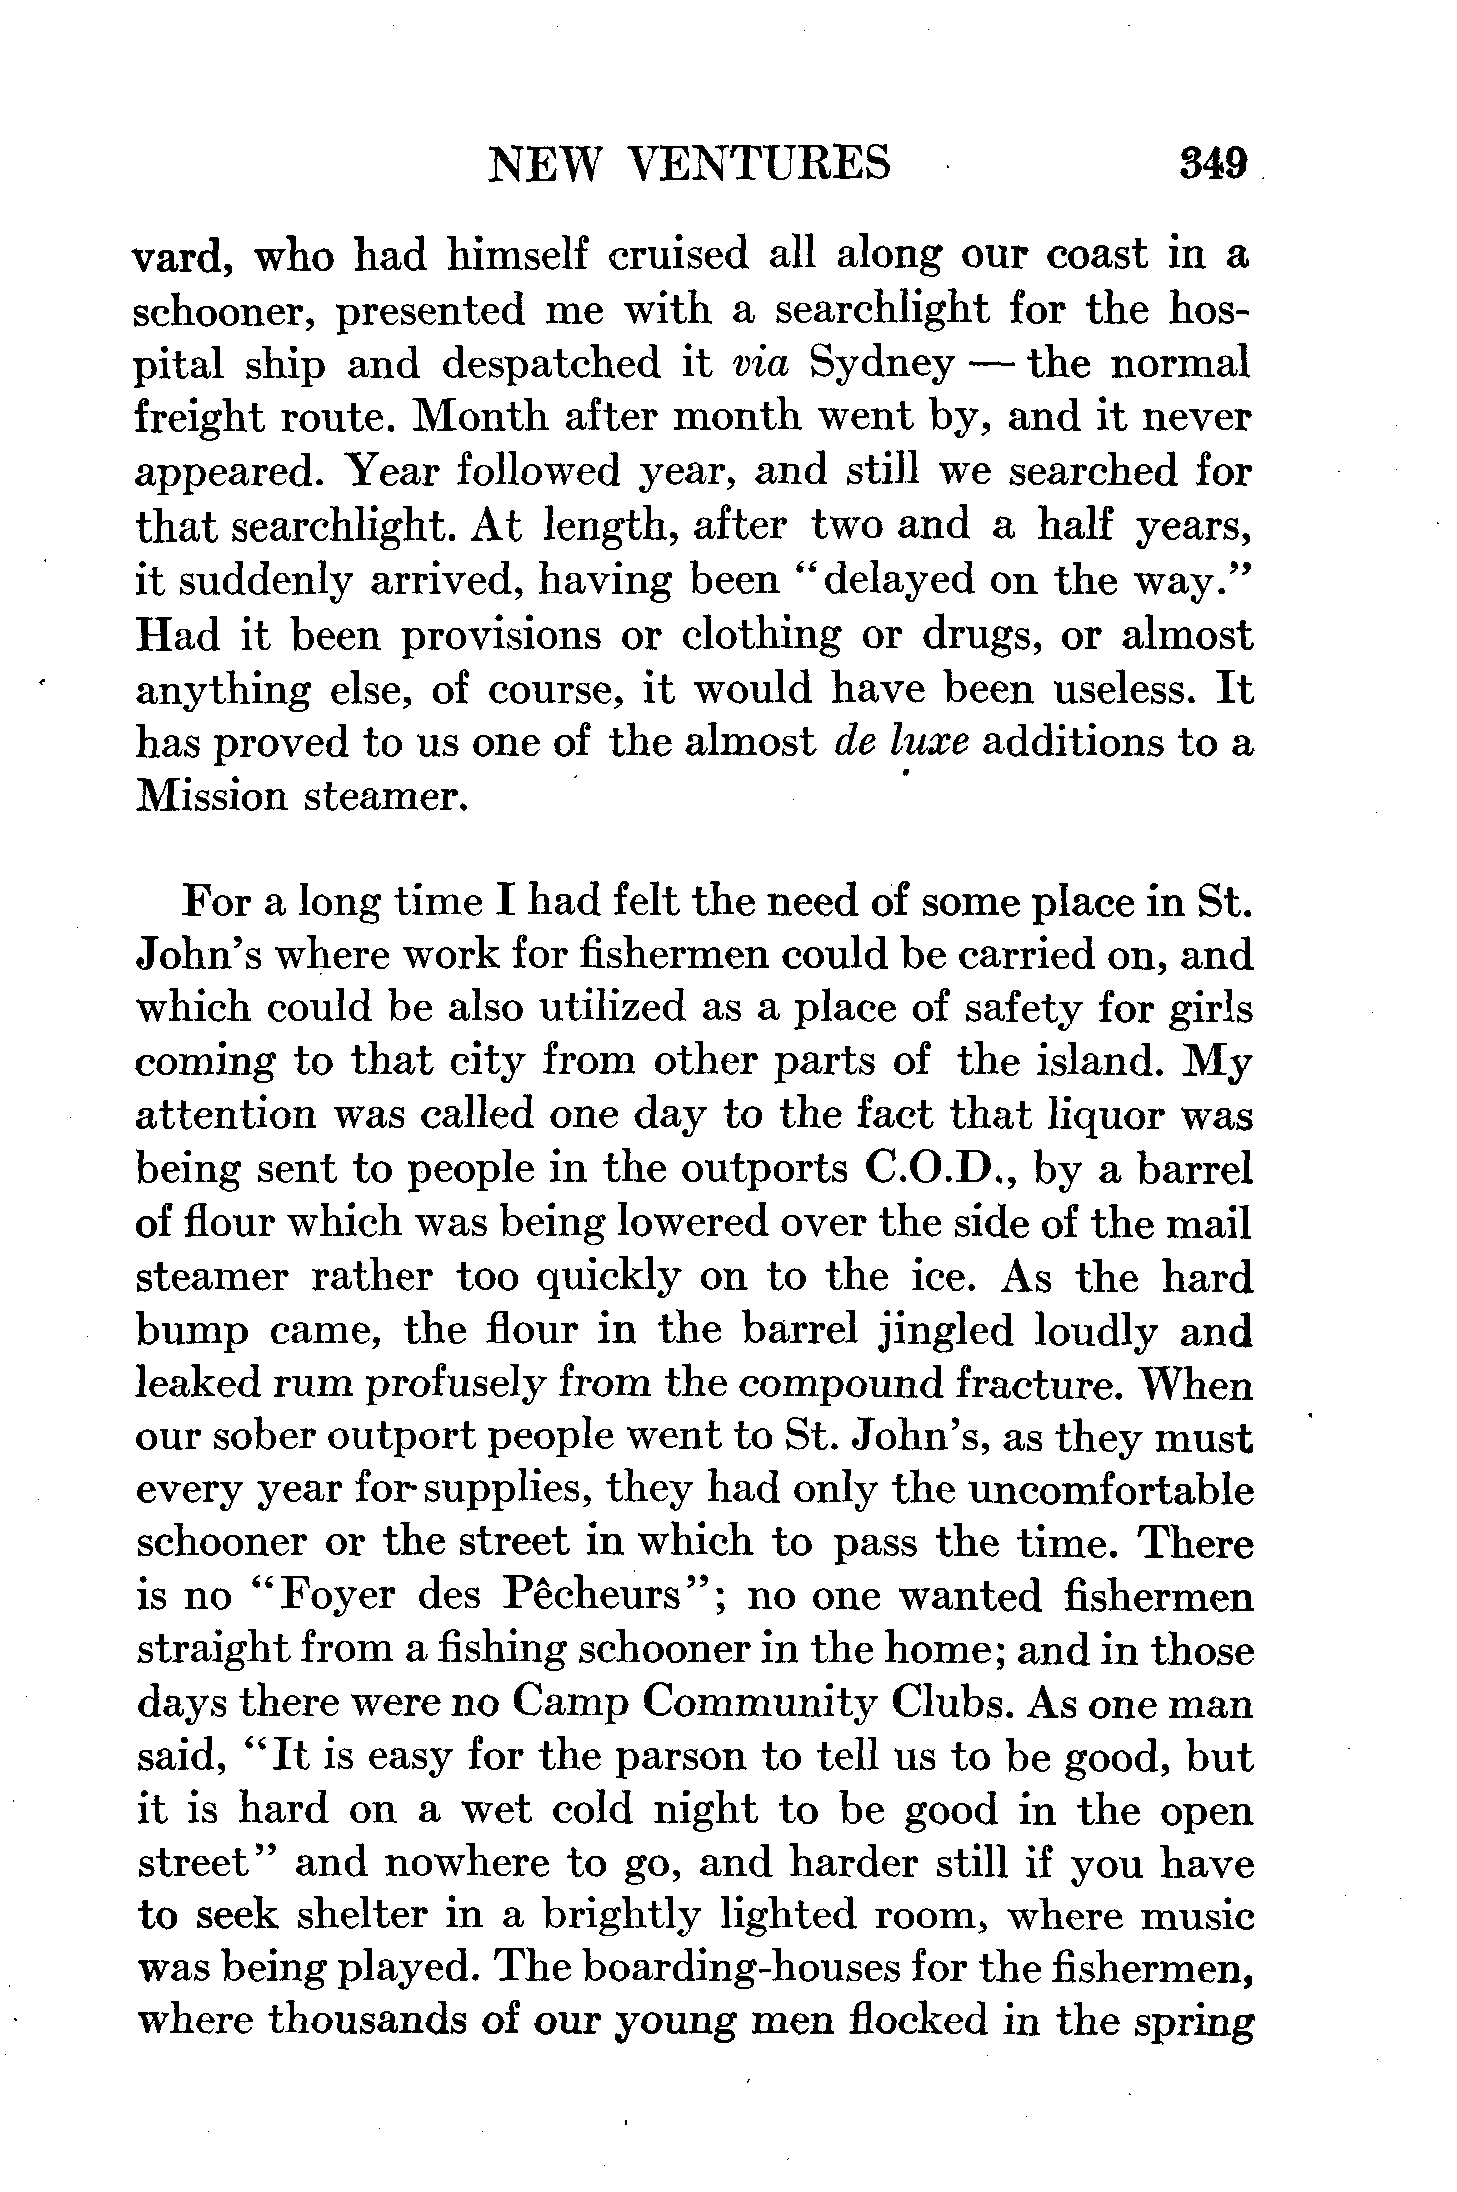 NEW VENTURES 349
vard, who had himself cruised all along our coast in a
schooner, presented me with a searchlight for the hos-
pital ship and despatched it via Sydney — the normal
freight route. Month after month went by, and it never
appeared. Year followed year, and still we searched for
that searchlight. At length, after two and a half years,
it suddenly arrived, having been “delayed on the way.”
Had it been provisions or clothing or drugs, or almost
anything else, of course, it would have been useless. It
has proved to us one of the almost de luxe additions to a
Mission steamer.
For a long time I had felt the need of some place in St.
John’s where work for fishermen could be carried on, and
which could be also utilized as a place of safety for girls
coming to that city from other parts of the island. My
attention was called one day to the fact that liquor was
being sent to people in the outports C.O.D., by a barrel
of flour which was being lowered over the side of the mail
steamer rather too quickly on to the ice. As the hard
bump came, the flour in the barrel jingled loudly and
leaked rum profusely from the compound fracture. When
our sober outport people went to St. John’s, as they must
every year for supplies, they had only the uncomfortable
schooner or the street in which to pass the time. There
is no “Foyer des Pêcheurs”; no one wanted fishermen
straight from a fishing schooner in the home; and in those
days there were no Camp Community Clubs. As one man
said, “It is easy for the parson to tell us to be good, but
it is hard on a wet cold night to be good in the open
street” and nowhere to go, and harder still if you have
to seek shelter in a brightly lighted room, where music
was being played. The boarding-houses for the fishermen,
where thousands of our young men flocked in the spring